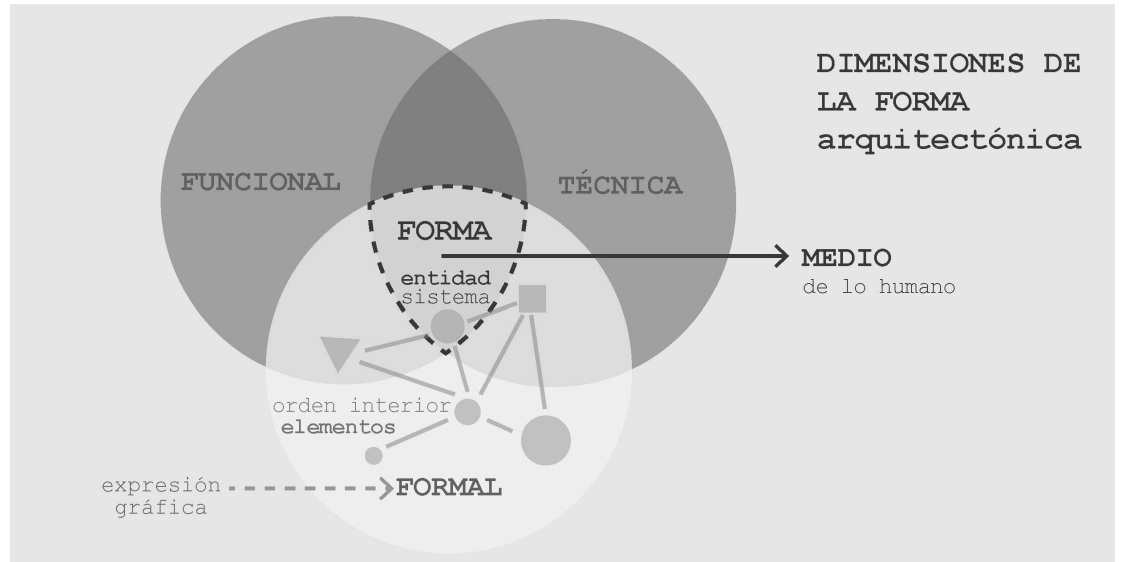 DIMENSIONES DE
LA FORMA
arquitectónica
FUNCIONAL
TÉCNICA
FORMA
entidad
sistema
MEDIO
de lo humano
orden interior
elementos
expresión
gráfica
FORMAL